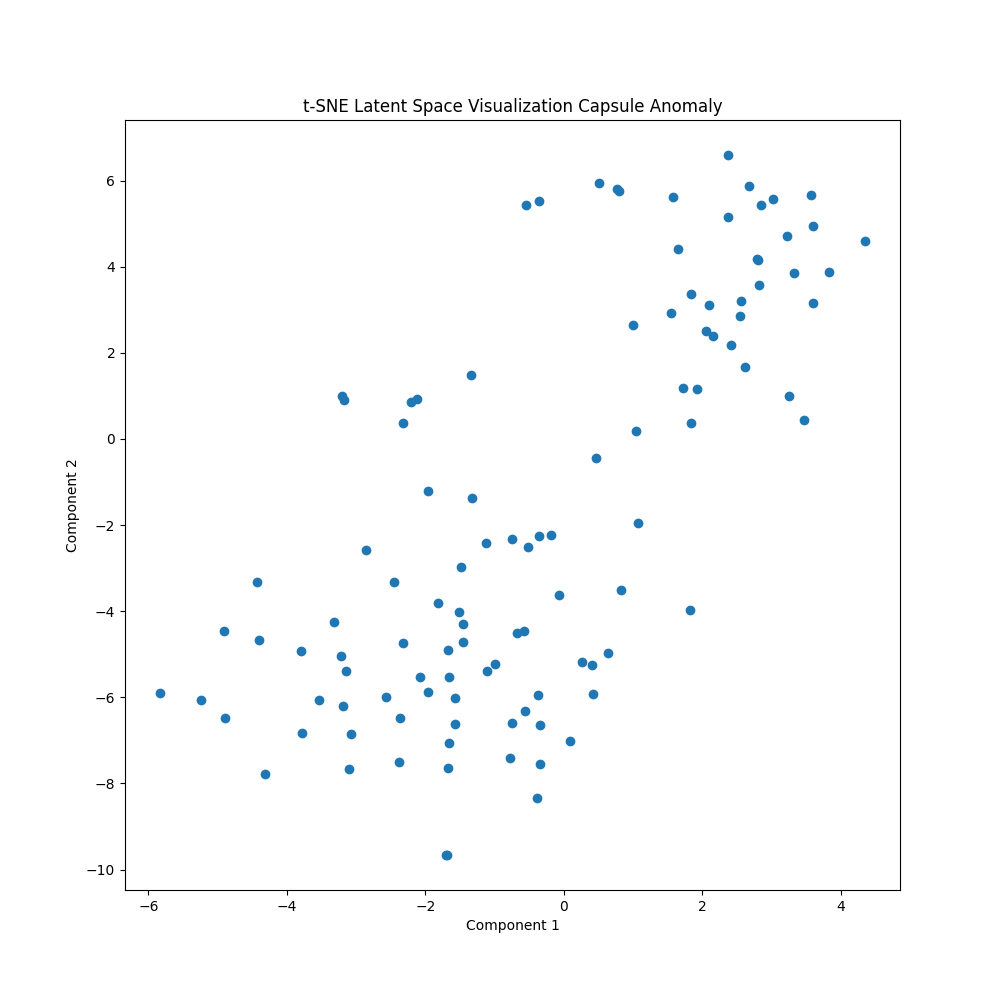 t-SNE Latent Space Visualization Capsule Anomaly
6
4
2
0
−2
−4
−6
−8
−10
Component 2
−6 −4 −2 0 2 4
Component 1